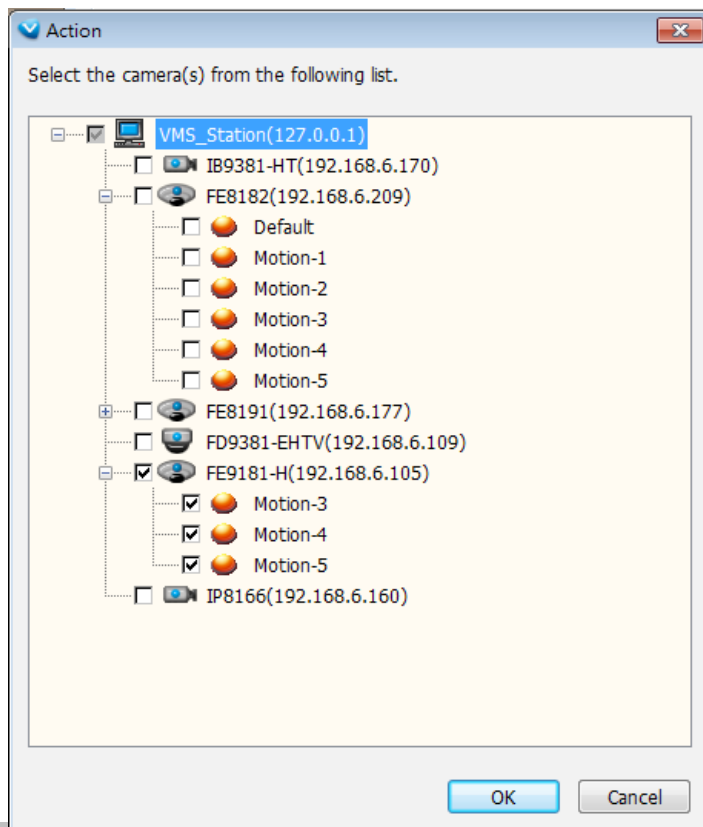 Action
Select the camera(s) from the following list.
VMS_Station(127.0.0.1)
IB9381-HT(192.168.6.170)
FE8182(192.168.6.209)
Default
Motion-1
Motion-2
Motion-3
Motion-4
Motion-5
FE8191(192.168.6.177)
FD9381-EHTV(192.168.6.109)
FE9181-H(192.168.6.105)
Motion-3
Motion-4
Motion-5
IP8166(192.168.6.160)
OK Cancel